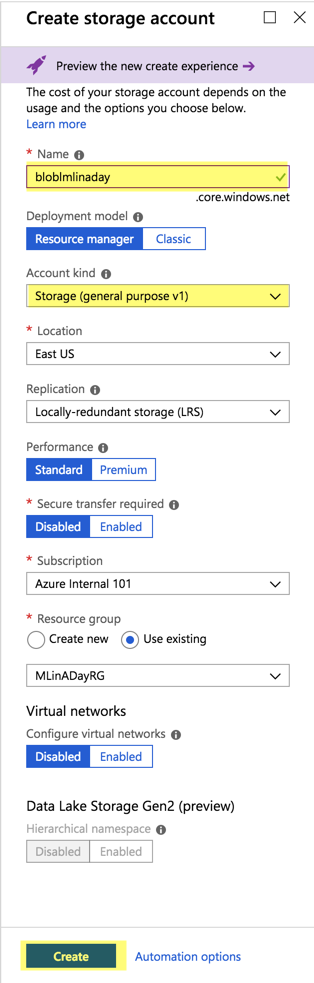 Create storage account
Preview the new create experience →
The cost of your storage account depends on the
usage and the options you choose below.
Learn more
* Name
bloblmlinaday
.core.windows.net
Deployment model
Resource manager Classic
Account kind
Storage (general purpose v1)
* Location
East US
Replication
Locally-redundant storage (LRS)
Performance
Standard Premium
* Secure transfer required
Disabled Enabled
* Subscription
Azure Internal 101
* Resource group
Create new Use existing
MLinADayRG
Virtual networks
Configure virtual networks
Disabled Enabled
Data Lake Storage Gen2 (preview)
Hierarchical namespace
Disabled Enabled
Create Automation options